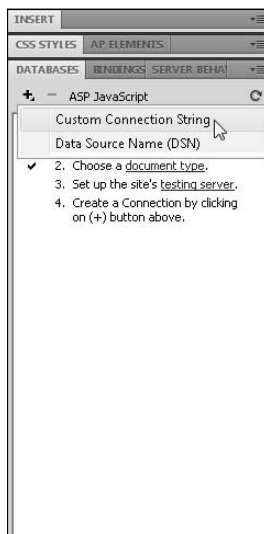 INSERT
CSS STYLES AP ELEMENTS
DATABASES BINDINGS SERVER BEHA
ASP JavaScript
Custom Connection String
Data Source Name (DSN)
2. Choose a document type.
3. Set up the site's testing server.
4. Create a Connection by clicking
on (+) button above.